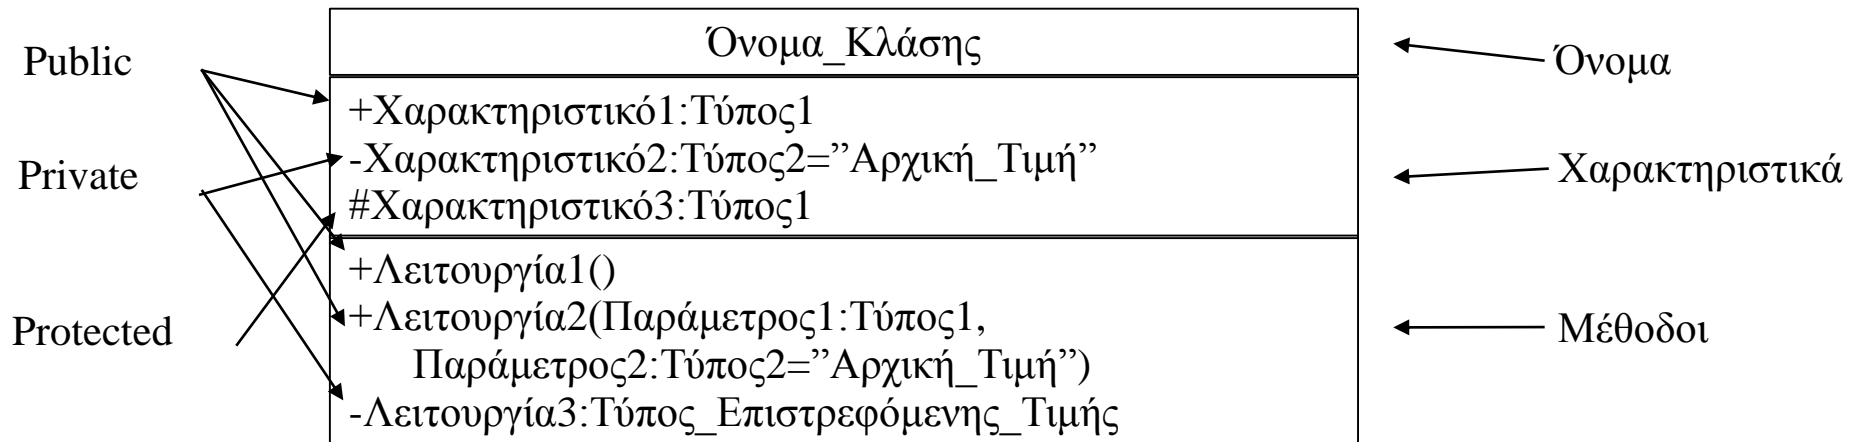 Όνομα_Κλάσης
Public
Όνομα
+Χαρακτηριστικό1:Τύπος1
-Χαρακτηριστικό2:Τύπος2=”Αρχική_Τιμή”
Private
Χαρακτηριστικά
#Χαρακτηριστικό3:Τύπος1
+Λειτουργία1()
+Λειτουργία2(Παράμετρος1:Τύπος1,
Protected
Μέθοδοι
Παράμετρος2:Τύπος2=”Αρχική_Τιμή”)
-Λειτουργία3:Τύπος_Επιστρεφόμενης_Τιμής